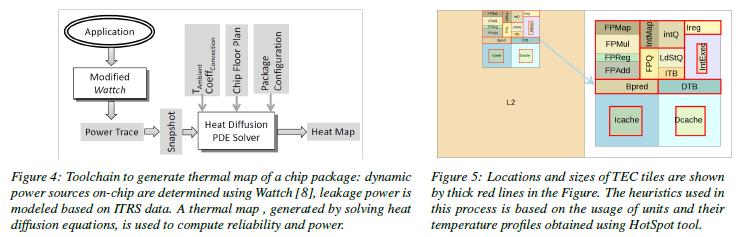 Application
Modified
Wattch
Power Trace
Snapshot
TAmbient
CoeffConvection
Chip Floor Plan
Package
Configuration
Heat Diffusion
PDE Solver
Heat Map
Figure 4: Toolchain to generate thermal map of a chip package: dynamic
power sources on-chip are determined using Wattch [8], leakage power is
modeled based on ITRS data. A thermal map , generated by solving heat
diffusion equations, is used to compute reliability and power.
Bpred
DTB
Icache
Dcache
L2
FPMap
IntMap
intQ
Ireg
FPMul
FPReg
FPQ
LdStQ
IntExec
FPAdd
ITB
Bpred
DTB
Icache
Dcache
Figure 5: Locations and sizes of TEC tiles are shown
by thick red lines in the Figure. The heuristics used in
this process is based on the usage of units and their
temperature profiles obtained using HotSpot tool.